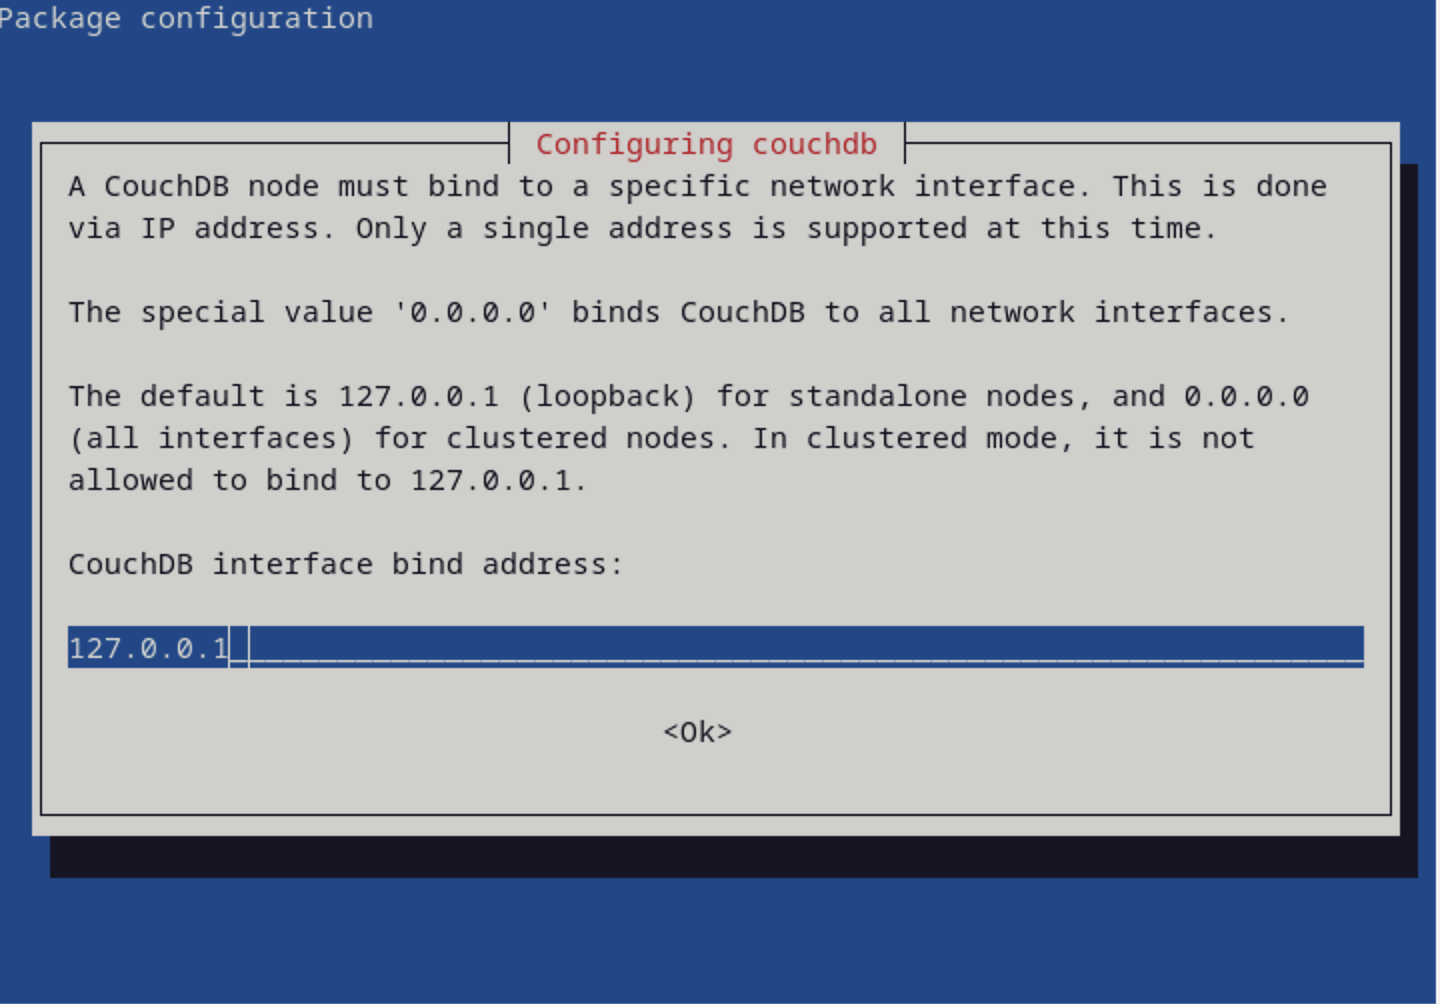 Package configuration
Configuring couchdb
A CouchDB node must bind to a specific network interface. This is done
via IP address. Only a single address is supported at this time.
The special value '0.0.0.0' binds CouchDB to all network interfaces.
The default is 127.0.0.1 (loopback) for standalone nodes, and 0.0.0.0
(all interfaces) for clustered nodes. In clustered mode, it is not
allowed to bind to 127.0.0.1.
CouchDB interface bind address:
127.0.0.1
<Ok>